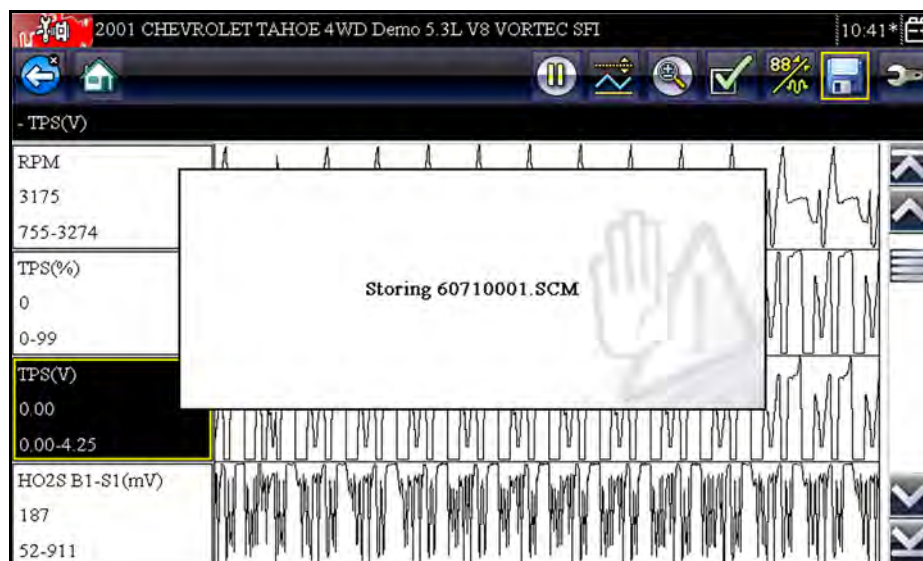 2001 CHEVROLET TAHOE 4WD Demo 5.3L V8 VORTEC SFI
10:41*
- TPS(V)
RPM
3175
755-3274
TPS(%)
0
0-99
TPS(V)
0.00
0.00-4.25
HO2S B1-S1(mV)
187
52-911
Storing 60710001.SCM